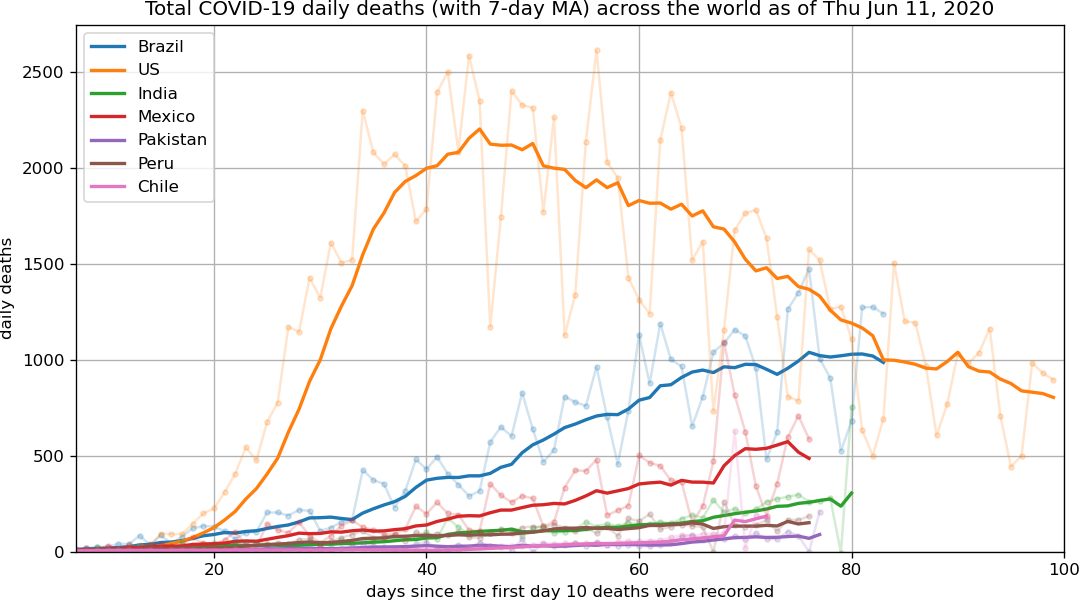 Total COVID-19 daily deaths (with 7-day MA) across the world as of Thu Jun 11, 2020
daily deaths
2500
2000
1500
1000
500
0
Brazil
US
India
Mexico
Pakistan
Peru
Chile
20
40
60
80
100
days since the first day 10 deaths were recorded